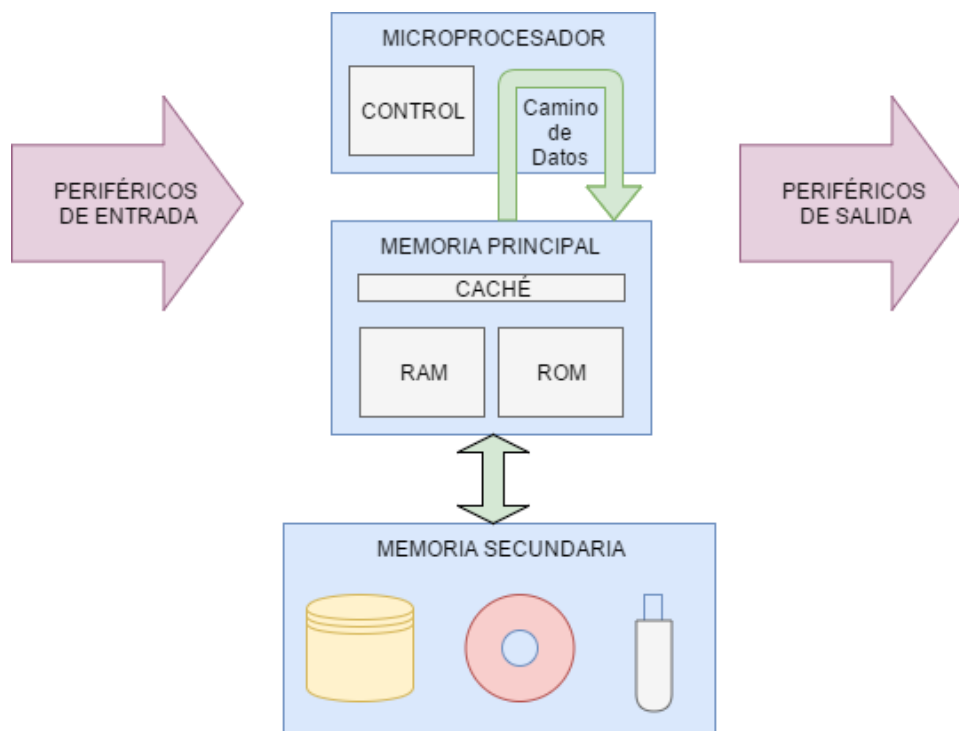 MICROPROCESADOR
CONTROL
Camino
de
Datos
PERIFÉRICOS
DE ENTRADA
PERIFÉRICOS
DE SALIDA
MEMORIA PRINCIPAL
CACHÉ
RAM
ROM
MEMORIA SECUNDARIA